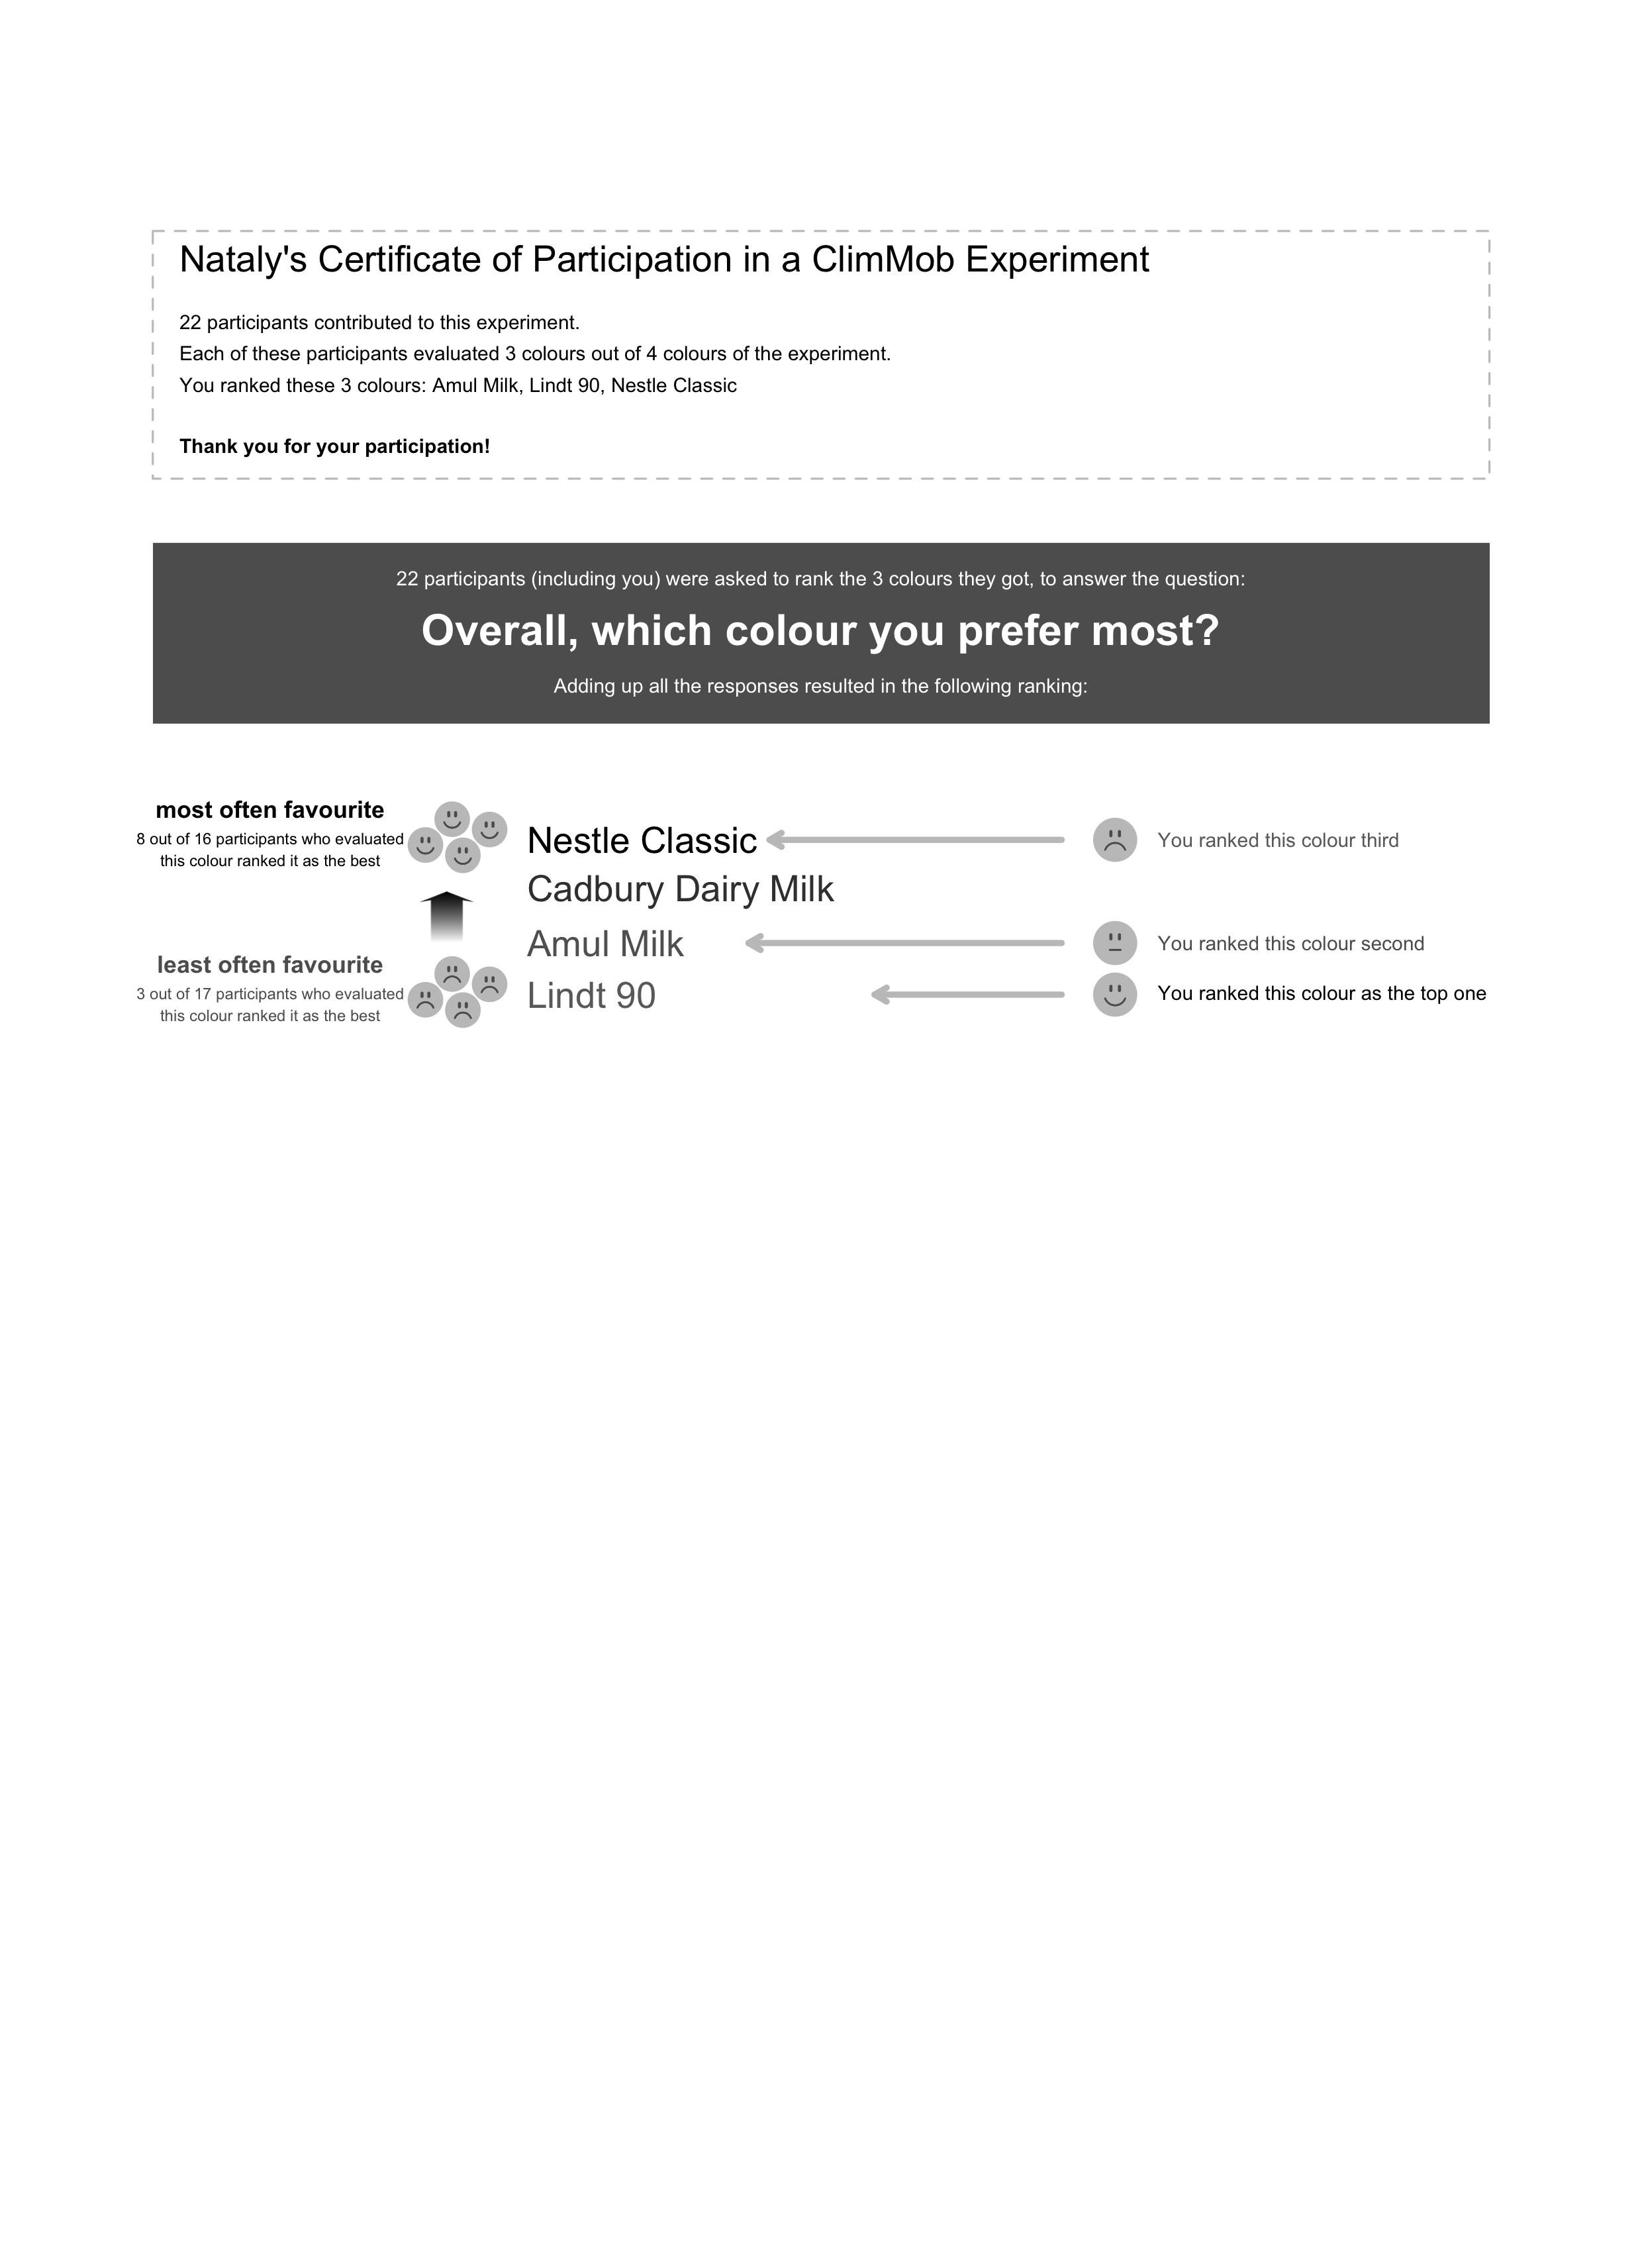 Nataly's Certificate of Participation in a ClimMob Experiment
22 participants contributed to this experiment.
Each of these participants evaluated 3 colours out of 4 colours of the experiment.
You ranked these 3 colours: Amul Milk, Lindt 90, Nestle Classic
Thank you for your participation!
22 participants (including you) were asked to rank the 3 colours they got, to answer the question:
Overall, which colour you prefer most?
Adding up all the responses resulted in the following ranking:
most often favourite
8 out of 16 participants who evaluated
this colour ranked it as the best
Nestle Classic
You ranked this colour third
Cadbury Dairy Milk
Amul Milk
You ranked this colour second
least often favourite
3 out of 17 participants who evaluated
this colour ranked it as the best
Lindt 90
You ranked this colour as the top one